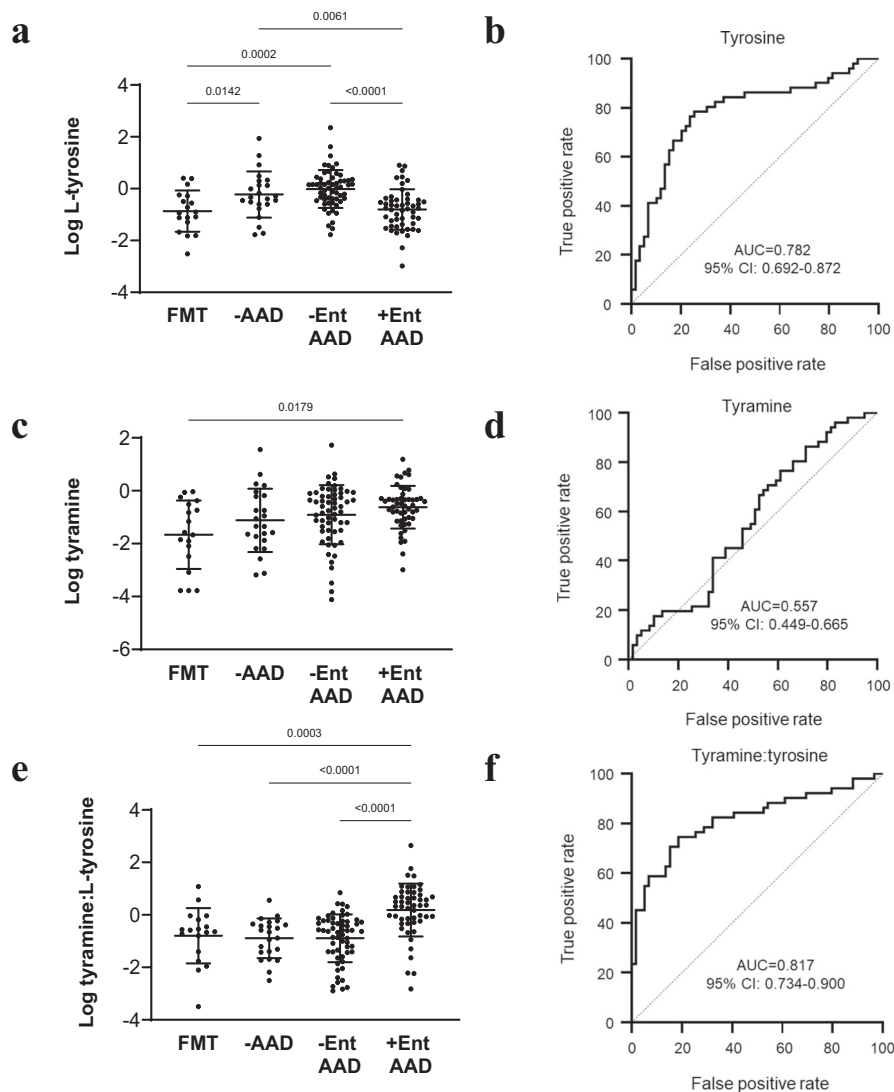 a
0.0061
0.0002
0.0142
<0.0001
Log L-tyrosine
4
2
0
-2
-4
FMT
-AAD
-Ent
AAD
+Ent
AAD
b
Tyrosine
True positive rate
100
80
60
40
20
0
AUC=0.782
95% CI: 0.692-0.872
0
20
40
60
80
100
False positive rate
c
0.0179
Log tyramine
2
0
-2
-4
-6
FMT
-AAD
-Ent
AAD
+Ent
AAD
d
Tyramine
True positive rate
100
80
60
40
20
0
AUC=0.557
95% CI: 0.449-0.665
0
20
40
60
80
100
False positive rate
e
0.0003
<0.0001
<0.0001
Log tyramine:L-tyrosine
4
2
0
-2
-4
FMT
-AAD
-Ent
AAD
+Ent
AAD
f
Tyramine:tyrosine
True positive rate
100
80
60
40
20
0
AUC=0.817
95% CI: 0.734-0.900
0
20
40
60
80
100
False positive rate